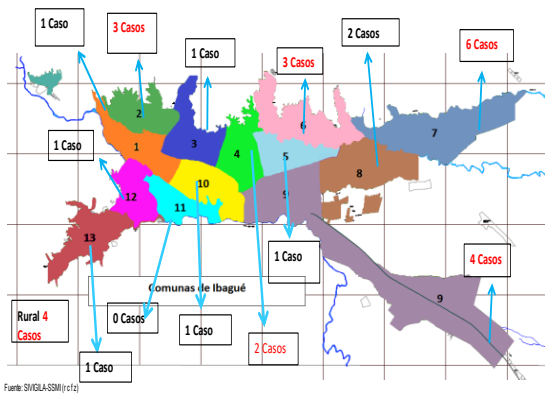 1 Caso
3 Casos
1 Caso
2 Casos
3 Casos
6 Casos
2
6
7
1
3
4
5
8
1 Caso
10
12
11
9
13
1 Caso
4 Casos
Comunas de Ibagué
9
Rural 4
Casos
0 Casos
1 Caso
2 Casos
1 Caso
Fuente: SIVIGILA-SSMI (r c f z)